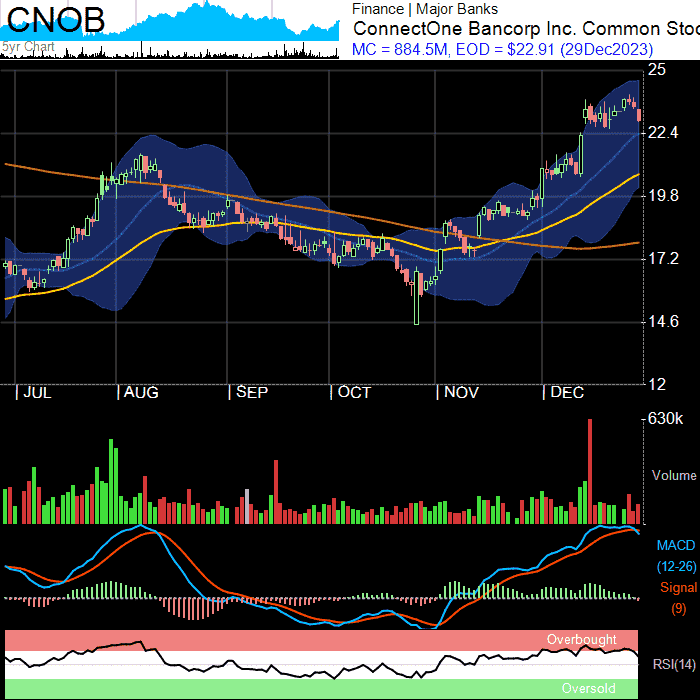 CNOB
5yr Chart
Finance | Major Banks
ConnectOne Bancorp Inc. Common Stoc
MC = 884.5M, EOD = $22.91 (29Dec2023)
25
22.4
19.8
17.2
14.6
12
| JUL | AUG | SEP | OCT | NOV | DEC
630k
Volume
MACD
(12-26)
Signal
(9)
Overbought
RSI(14)
Oversold